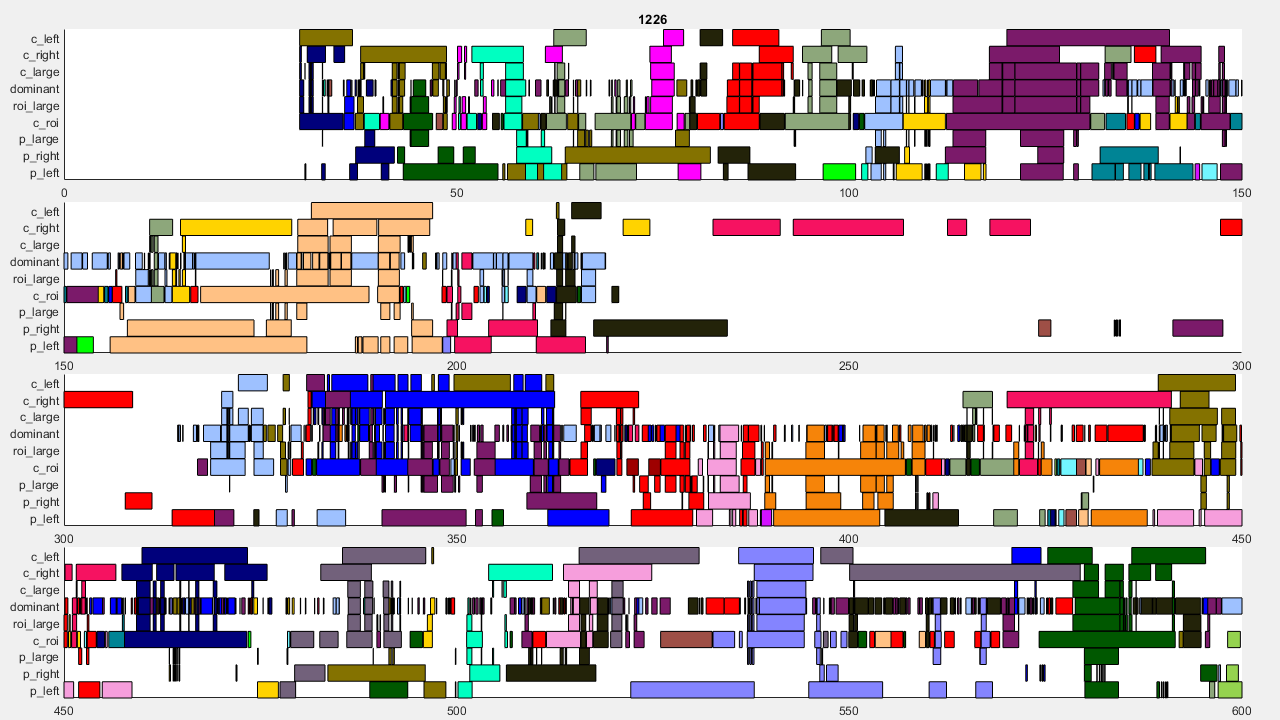 1226
c_left
c_right
c_large
dominant
roi_large
c_roi
p_large
p_right
p_left
0 50 100 150
c_left
c_right
c_large
dominant
roi_large
c_roi
p_large
p_right
p_left
150 200 250 300
c_left
c_right
c_large
dominant
roi_large
c_roi
p_large
p_right
p_left
300 350 400 450
c_left
c_right
c_large
dominant
roi_large
c_roi
p_large
p_right
p_left
450 500 550 600